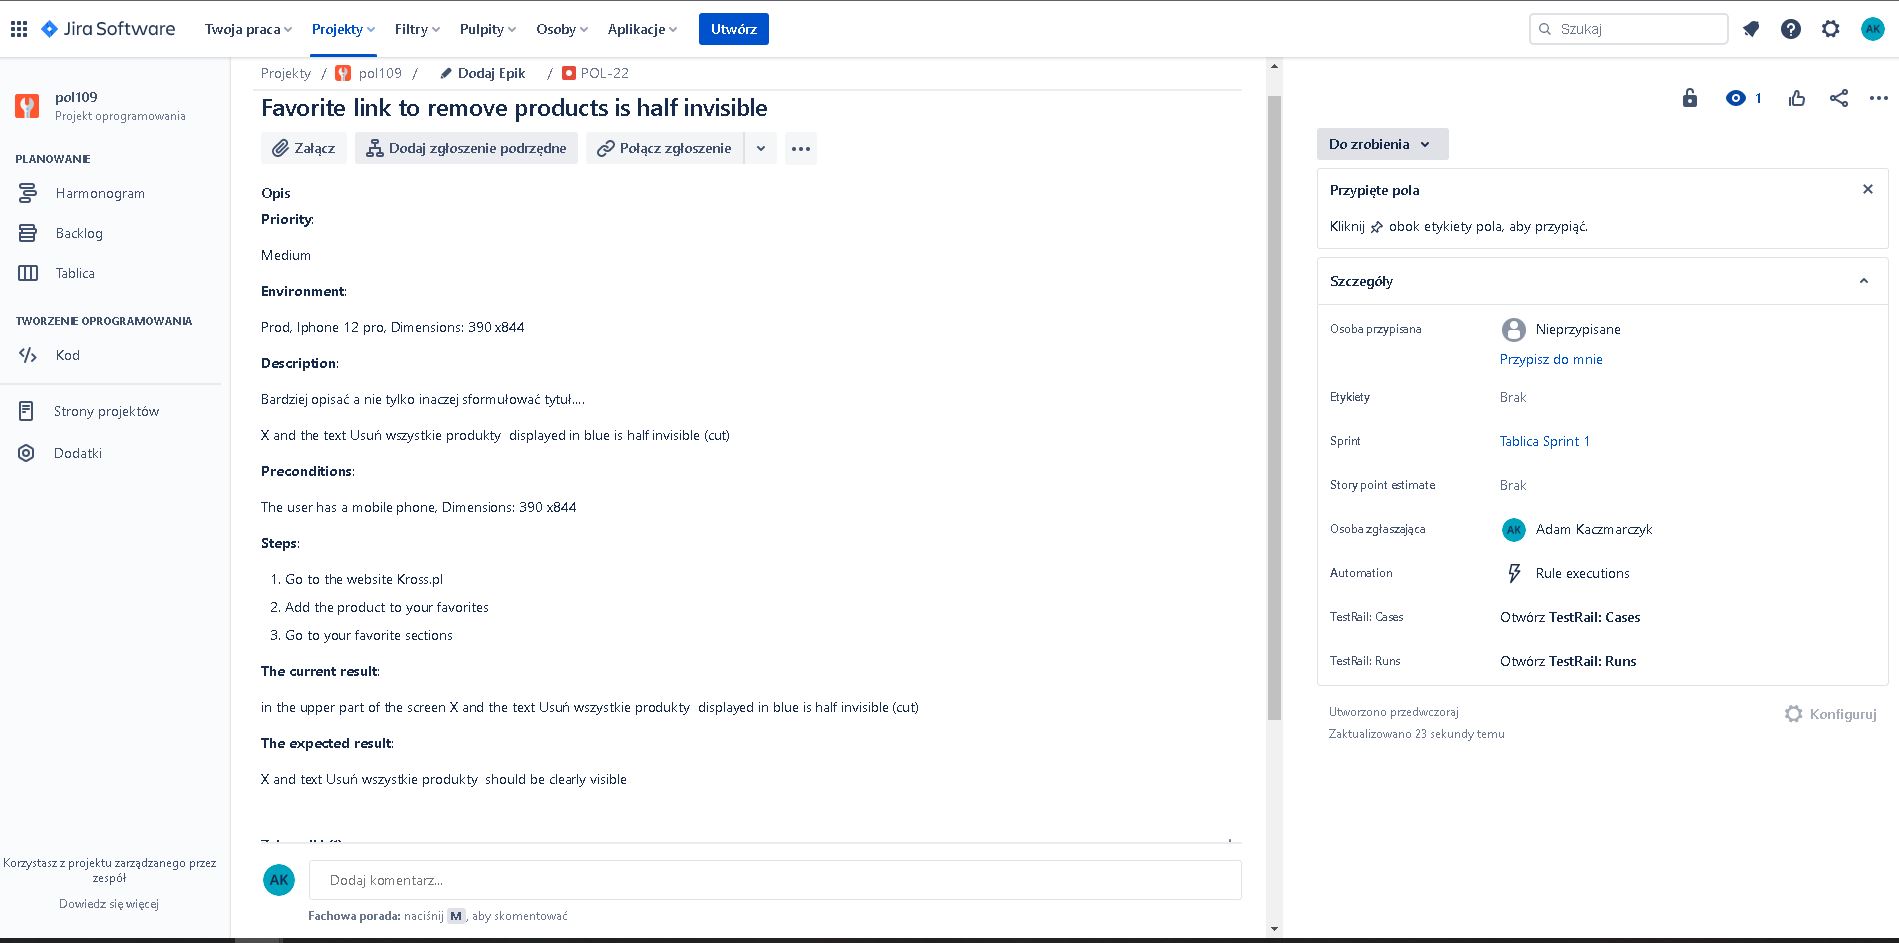 Jira Software
Twoja praca
Projekty
Filtry
Pulpity
Osoby
Aplikacje
Utwórz
Szukaj
AK
pol109
Projekt oprogramowania
PLANOWANIE
Harmonogram
Backlog
Tablica
TWORZENIE OPROGRAMOWANIA
Kod
Strony projektów
Dodatki
Korzystasz z projektu zarządzanego przez
zespół
Dowiedz się więcej
Projekty / pol109 / Dodaj Epik / POL-22
Favorite link to remove products is half invisible
Załącz
Dodaj zgłoszenie podrzędne
Połącz zgłoszenie
Opis
Priority:
Medium
Environment:
Prod, Iphone 12 pro, Dimensions: 390 x844
Description:
Bardziej opisać a nie tylko inaczej sformułować tytuł....
X and the text Usuń wszystkie produkty displayed in blue is half invisible (cut)
Preconditions:
The user has a mobile phone, Dimensions: 390 x844
Steps:
1. Go to the website Kross.pl
2. Add the product to your favorites
3. Go to your favorite sections
The current result:
in the upper part of the screen X and the text Usuń wszystkie produkty displayed in blue is half invisible (cut)
The expected result:
X and text Usuń wszystkie produkty should be clearly visible
AK
Dodaj komentarz...
Fachowa porada: naciśnij M, aby skomentować
1
Do zrobienia
Przypięte pola
Kliknij obok etykiety pola, aby przypiąć.
Szczegóły
Osoba przypisana
Nieprzypisane
Przypisz do mnie
Etykiety
Brak
Sprint
Tablica Sprint 1
Story point estimate
Brak
Osoba zgłaszająca
AK Adam Kaczmarczyk
Automation
Rule executions
TestRail: Cases
Otwórz TestRail: Cases
TestRail: Runs
Otwórz TestRail: Runs
Utworzono przedwczoraj
Zaktualizowano 23 sekundy temu
Konfiguruj